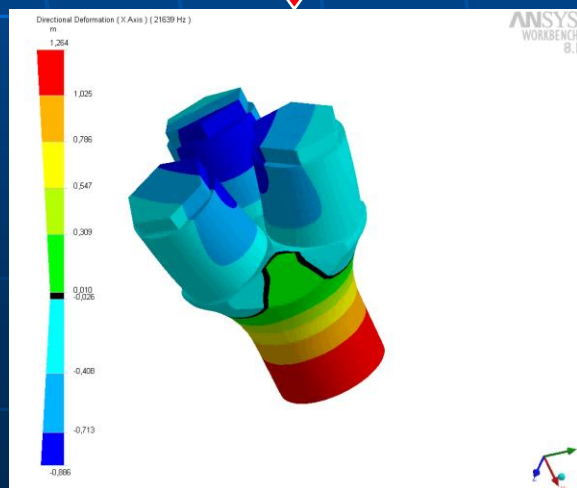 Directional Deformation ( X Axis ) ( 21639 Hz )
m
1,264
1,025
0,786
0,547
0,309
0,010
-0,026
-0,408
-0,713
-0,886
ANSYS
WORKBENCH
Z